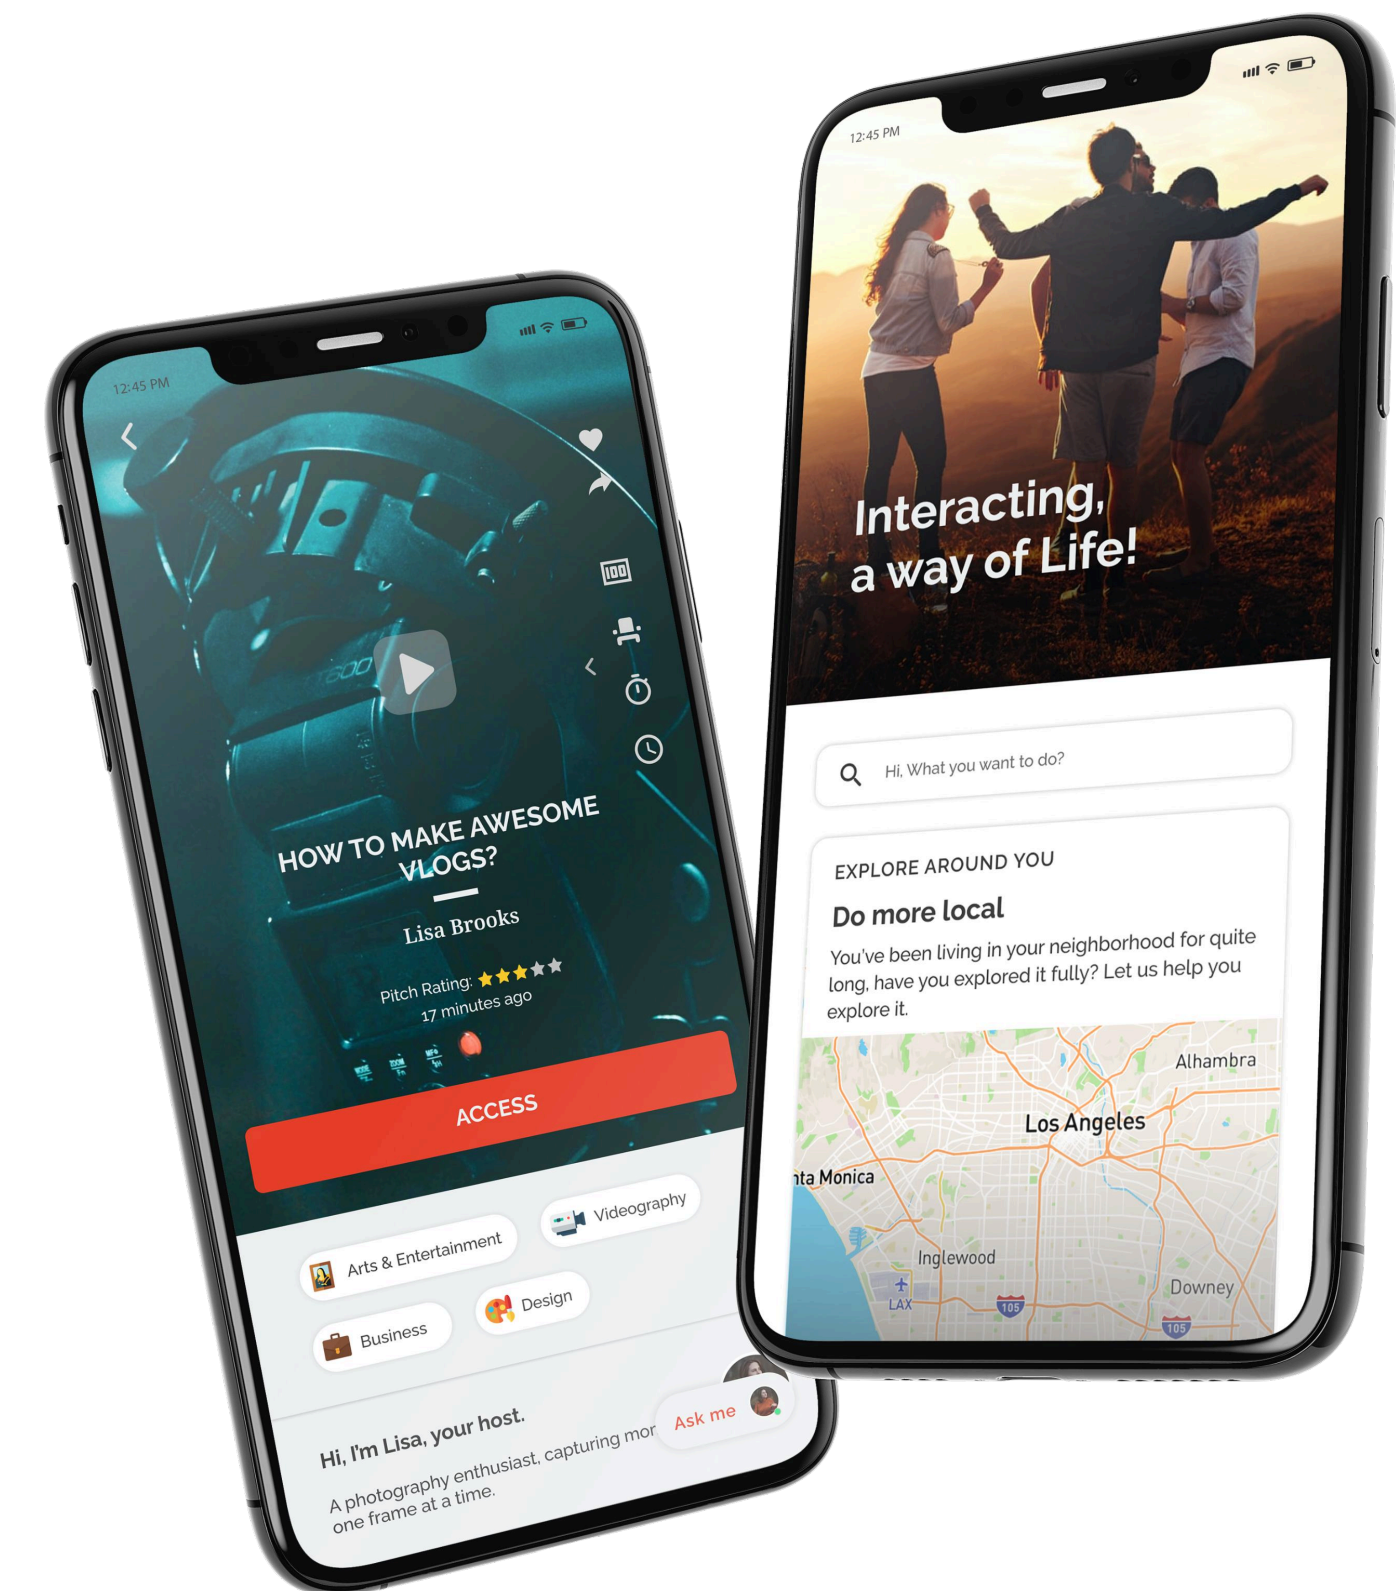 12:45 PM
HOW TO MAKE AWESOME
VLOGS?
Lisa Brooks
Pitch Rating:
17 minutes ago
ACCESS
Arts & Entertainment
Videography
Business
Design
Hi, I'm Lisa, your host.
A photography enthusiast, capturing mor
one frame at a time.
Ask me
12:45 PM
Interacting,
a way of Life!
Hi, What you want to do?
EXPLORE AROUND YOU
Do more local
You've been living in your neighborhood for quite
long, have you explored it fully? Let us help you
explore it.
Alhambra
Los Angeles
nta Monica
Inglewood
LAX
105
Downey
105